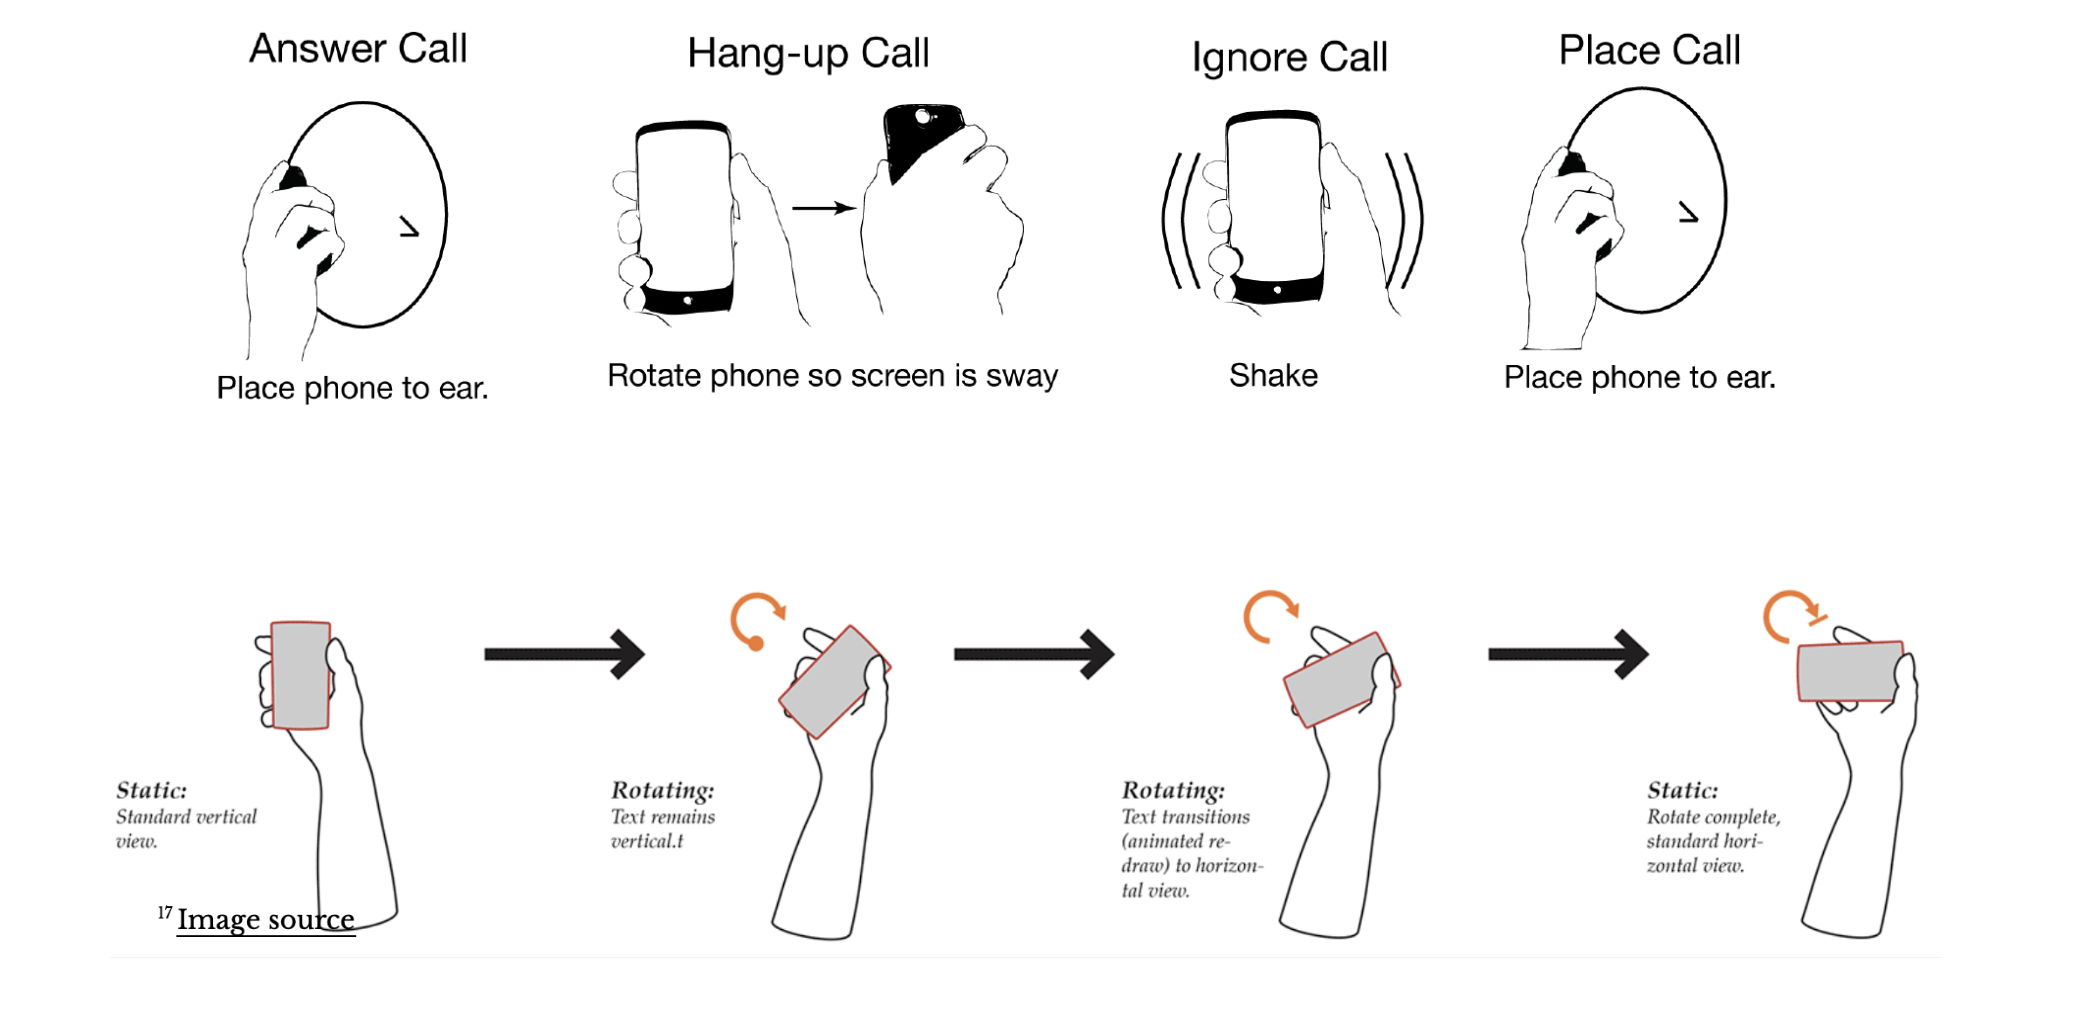 Answer Call
Hang-up Call
Ignore Call
Place Call
Place phone to ear.
Rotate phone so screen is sway
Shake
Place phone to ear.
Static:
Standard vertical
view.
Rotating:
Text remains
vertical.t
Rotating:
Text transitions
(animated re-
draw) to horizon-
tal view.
Static:
Rotate complete,
standard hori-
zontal view.
17 Image source